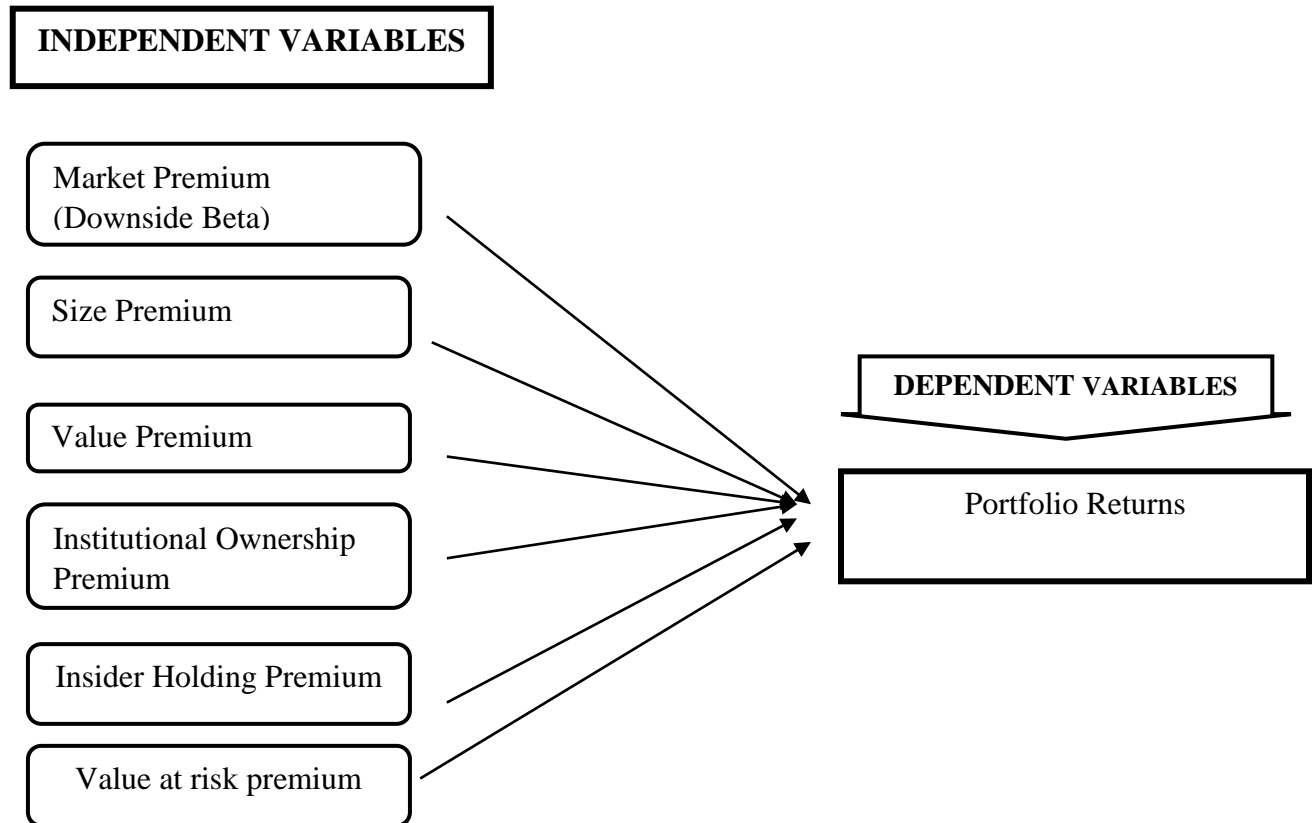 INDEPENDENT VARIABLES
Market Premium
(Downside Beta)
Size Premium
Value Premium
Institutional Ownership
Premium
Insider Holding Premium
Value at risk premium
DEPENDENT VARIABLES
Portfolio Returns